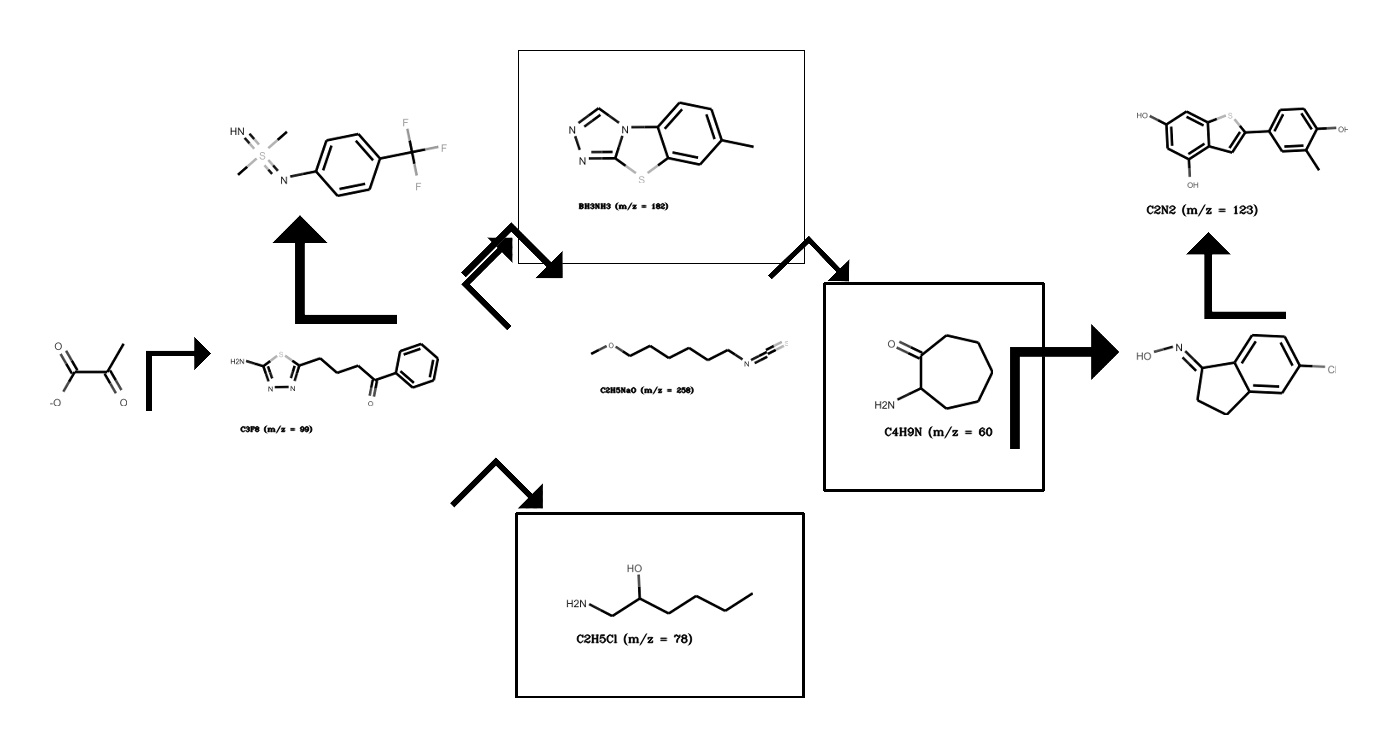 HN
S
N
F
F
F
N
N
N
S
BH3NH3 (m/z = 182)
HO
S
OH
OH
C2N2 (m/z = 123)
O
-O
O
H2N
S
N
N
O
C3F8 (m/z = 99)
O
N
S
C2H5NaO (m/z = 258)
O
H2N
C4H9N (m/z = 60
HO
N
Cl
HO
H2N
C2H5Cl (m/z = 78)